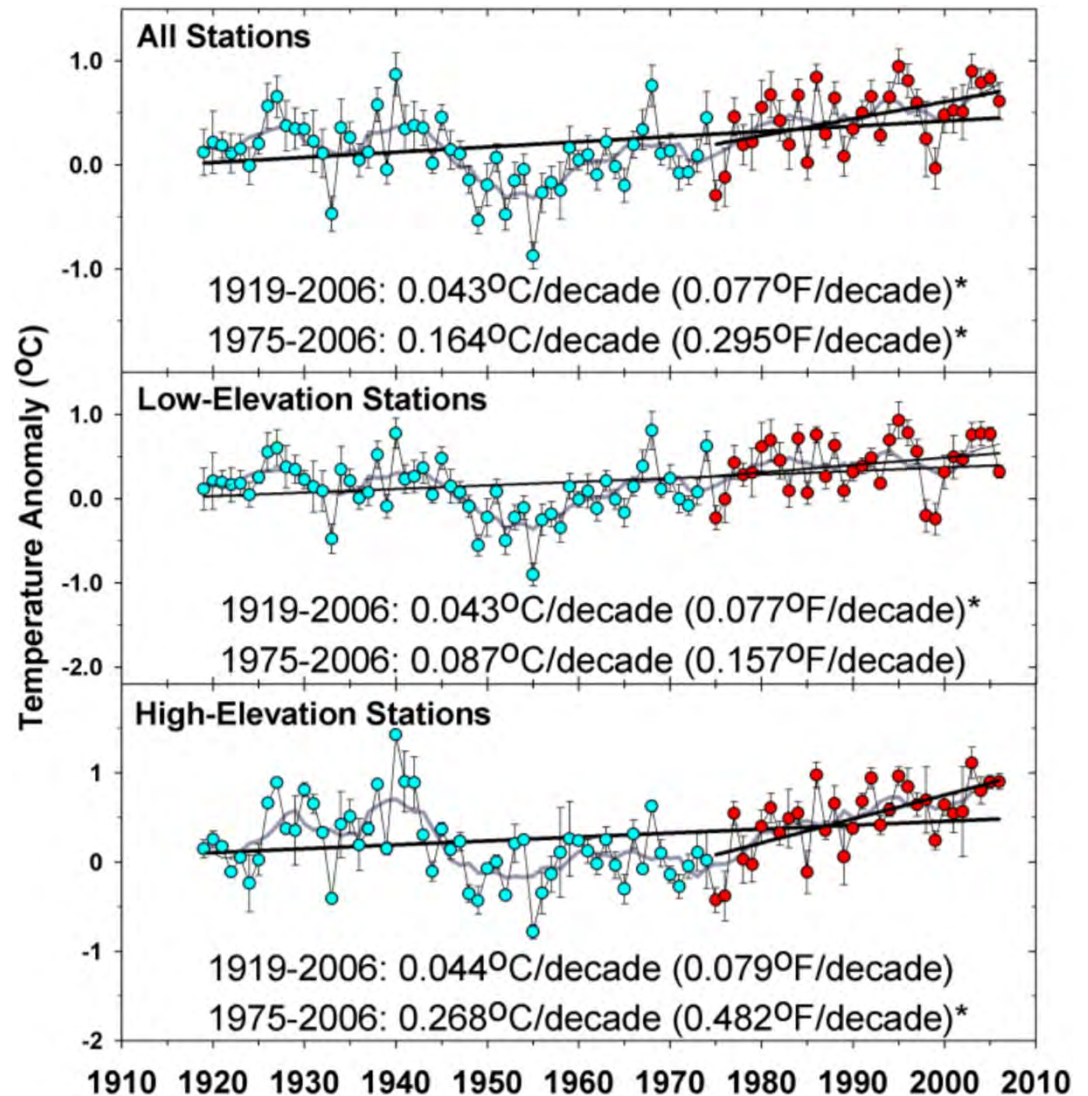 All Stations
1.0
0.0
-1.0
1919-2006: 0.043ºC/decade (0.077ºF/decade)*
1975-2006: 0.164ºC/decade (0.295ºF/decade)*
Temperature Anomaly (ºC)
Low-Elevation Stations
1.0
0.0
-1.0
-2.0
1919-2006: 0.043ºC/decade (0.077ºF/decade)*
1975-2006: 0.087ºC/decade (0.157ºF/decade)
High-Elevation Stations
1
0
-1
-2
1919-2006: 0.044ºC/decade (0.079ºF/decade)
1975-2006: 0.268ºC/decade (0.482ºF/decade)*
1910 1920 1930 1940 1950 1960 1970 1980 1990 2000 2010